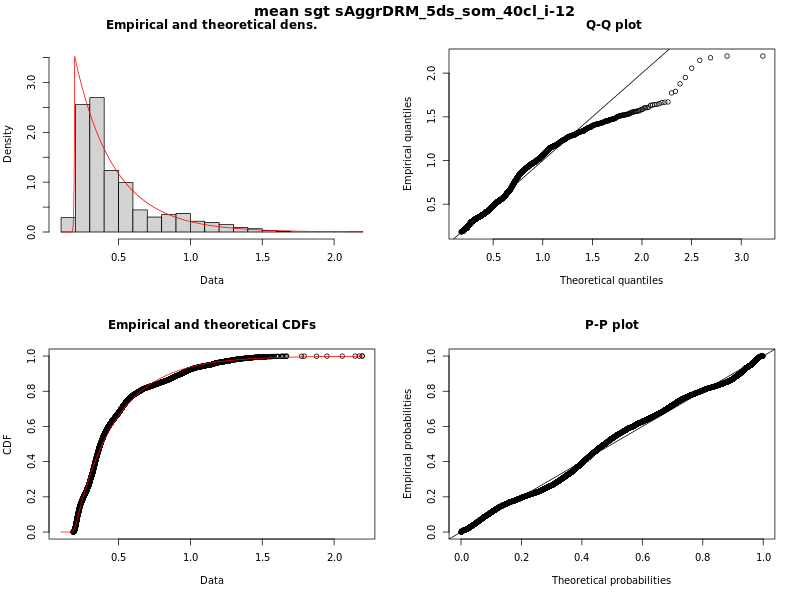 mean sgt sAggrDRM_5ds_som_40cl_i-12
Empirical and theoretical dens.
Density
0.0 1.0 2.0 3.0
0.5 1.0 1.5 2.0
Data
Q-Q plot
Empirical quantiles
0.5 1.0 1.5 2.0
0.5 1.0 1.5 2.0 2.5 3.0
Theoretical quantiles
Empirical and theoretical CDFs
CDF
0.0 0.2 0.4 0.6 0.8 1.0
0.5 1.0 1.5 2.0
Data
P-P plot
Empirical probabilities
0.0 0.2 0.4 0.6 0.8 1.0
0.0 0.2 0.4 0.6 0.8 1.0
Theoretical probabilities